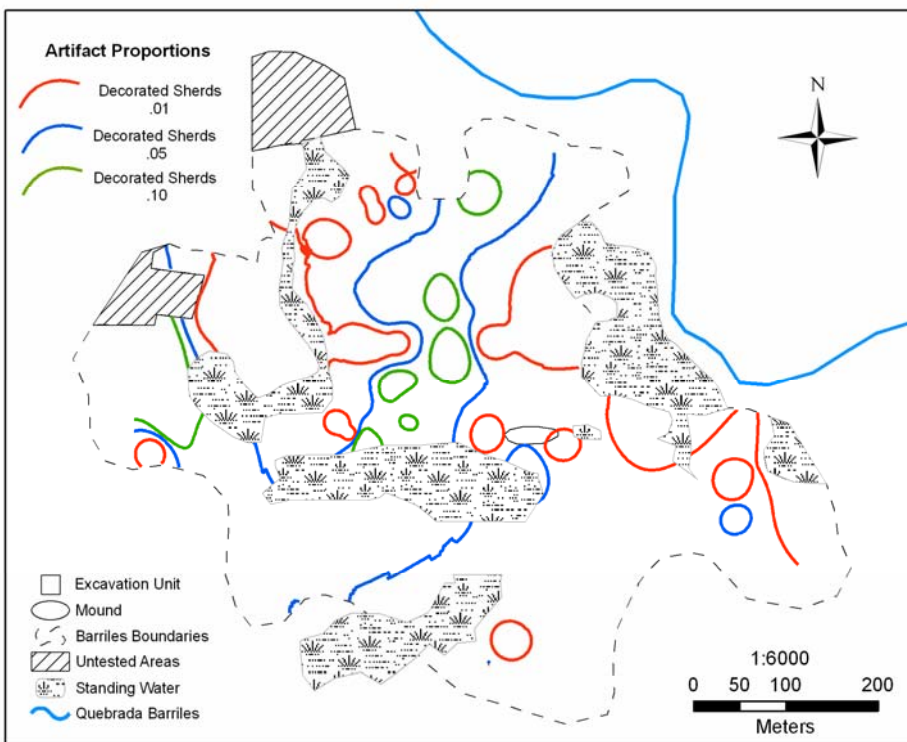 Artifact Proportions
Decorated Sherds
.01
Decorated Sherds
.05
Decorated Sherds
.10
N
Excavation Unit
Mound
Barriles Boundaries
Untested Areas
Standing Water
Quebrada Barriles
1:6000
0 50 100 200
Meters